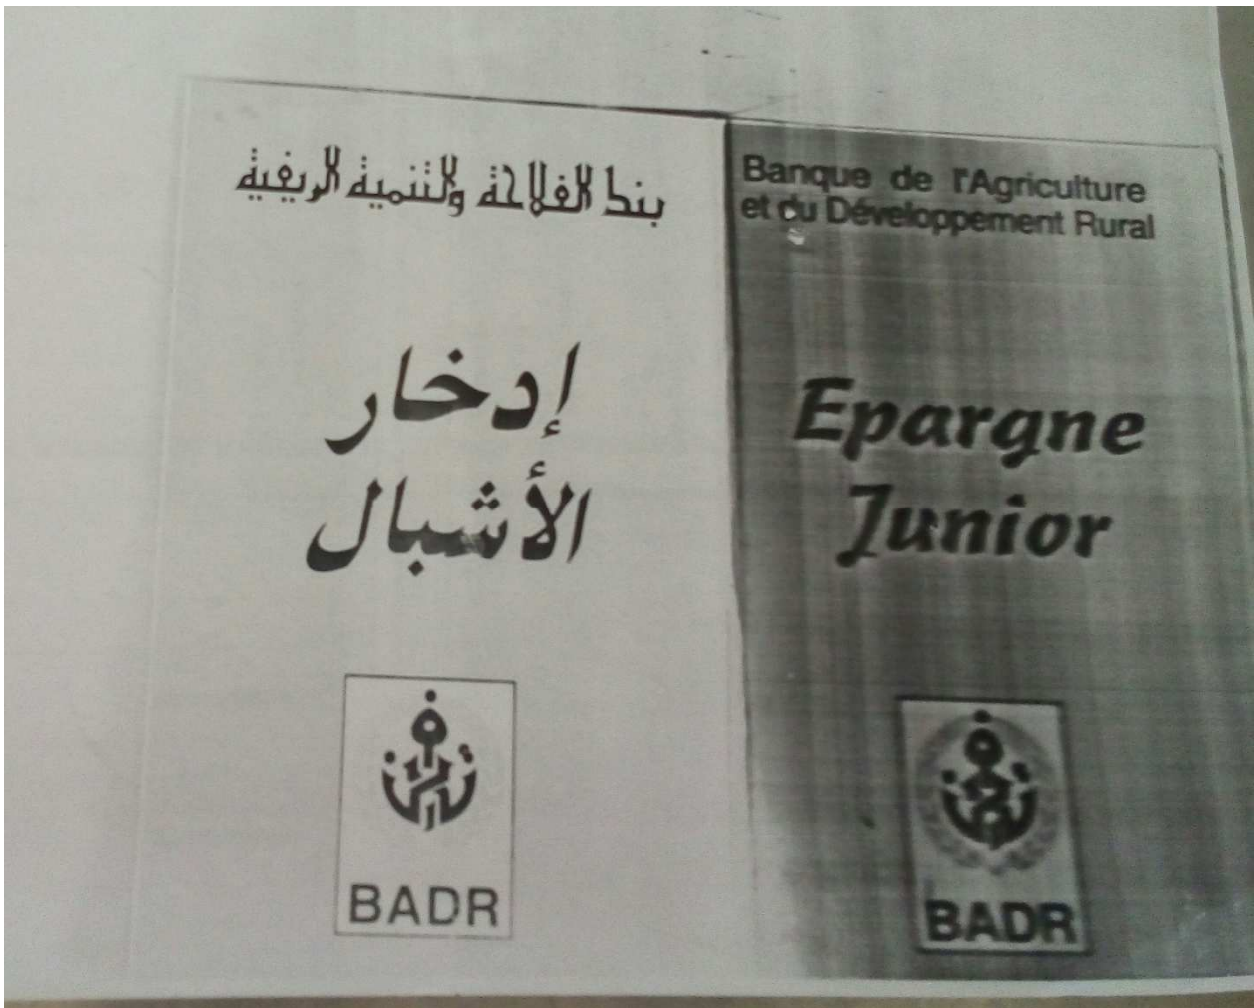 بنك الفلاحة والتنمية الريفية
إدخار
الأشبال
BADR
Banque de l'Agriculture
et du Développement Rural
Epargne
Junior
BADR